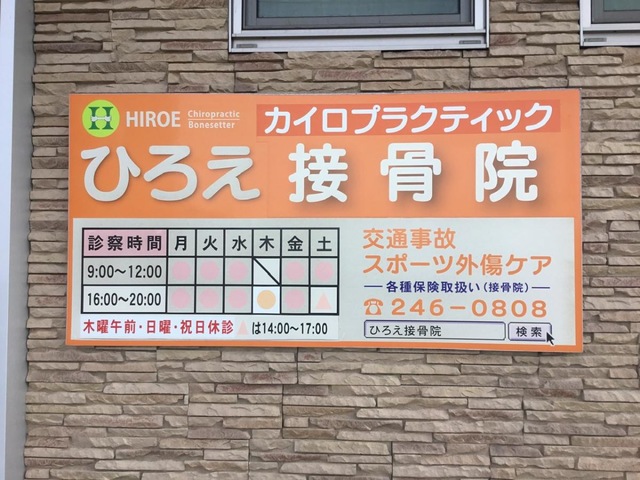 H HIROE Chiropractic Bonesetter
カイロプラクティック
ひろえ 接骨院
診察時間 月 火 水 木 金 土
9:00〜12:00 ● ● ● \ ● ●
16:00〜20:00 ● ● ● ● ● ▲
木曜午前・日曜・祝日休診 ▲は14:00〜17:00
交通事故
スポーツ外傷ケア
各種保険取扱い(接骨院)
☎246-0808
ひろえ接骨院 検索